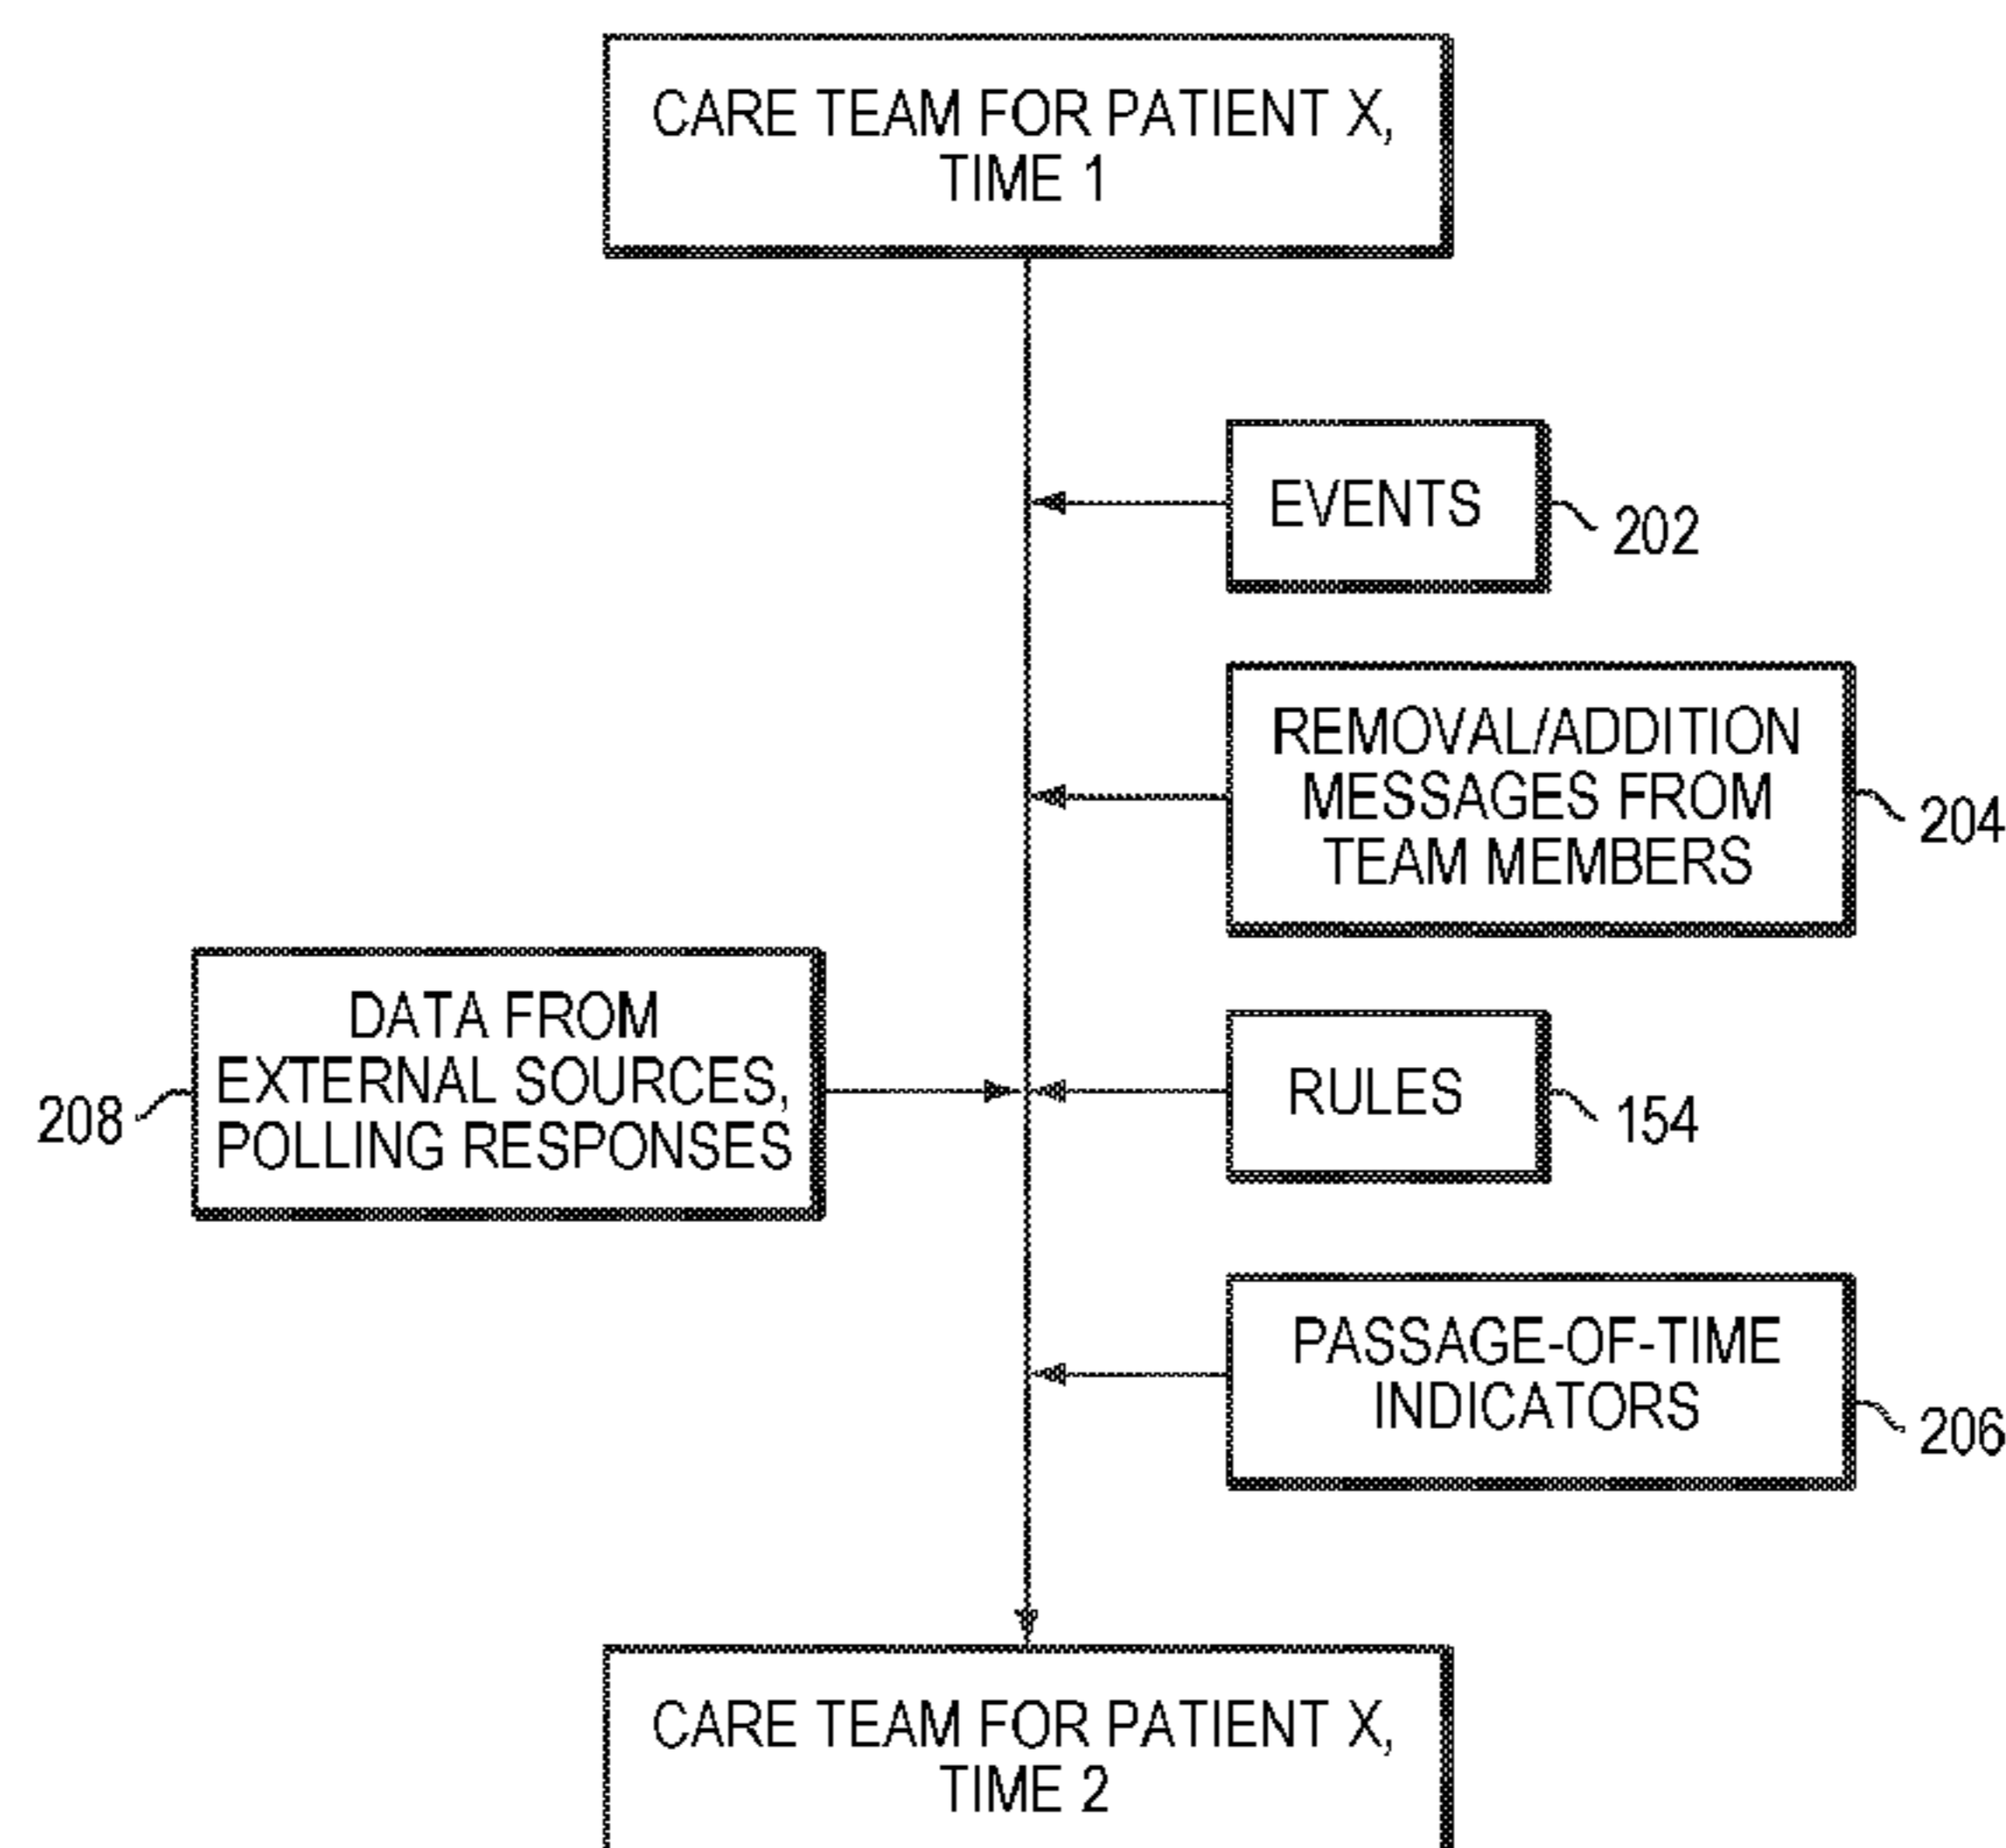 CARE TEAM FOR PATIENT X,
TIME 1
EVENTS
202
REMOVAL/ADDITION
MESSAGES FROM
TEAM MEMBERS
204
DATA FROM
EXTERNAL SOURCES,
POLLING RESPONSES
208
RULES
154
PASSAGE-OF-TIME
INDICATORS
206
CARE TEAM FOR PATIENT X,
TIME 2